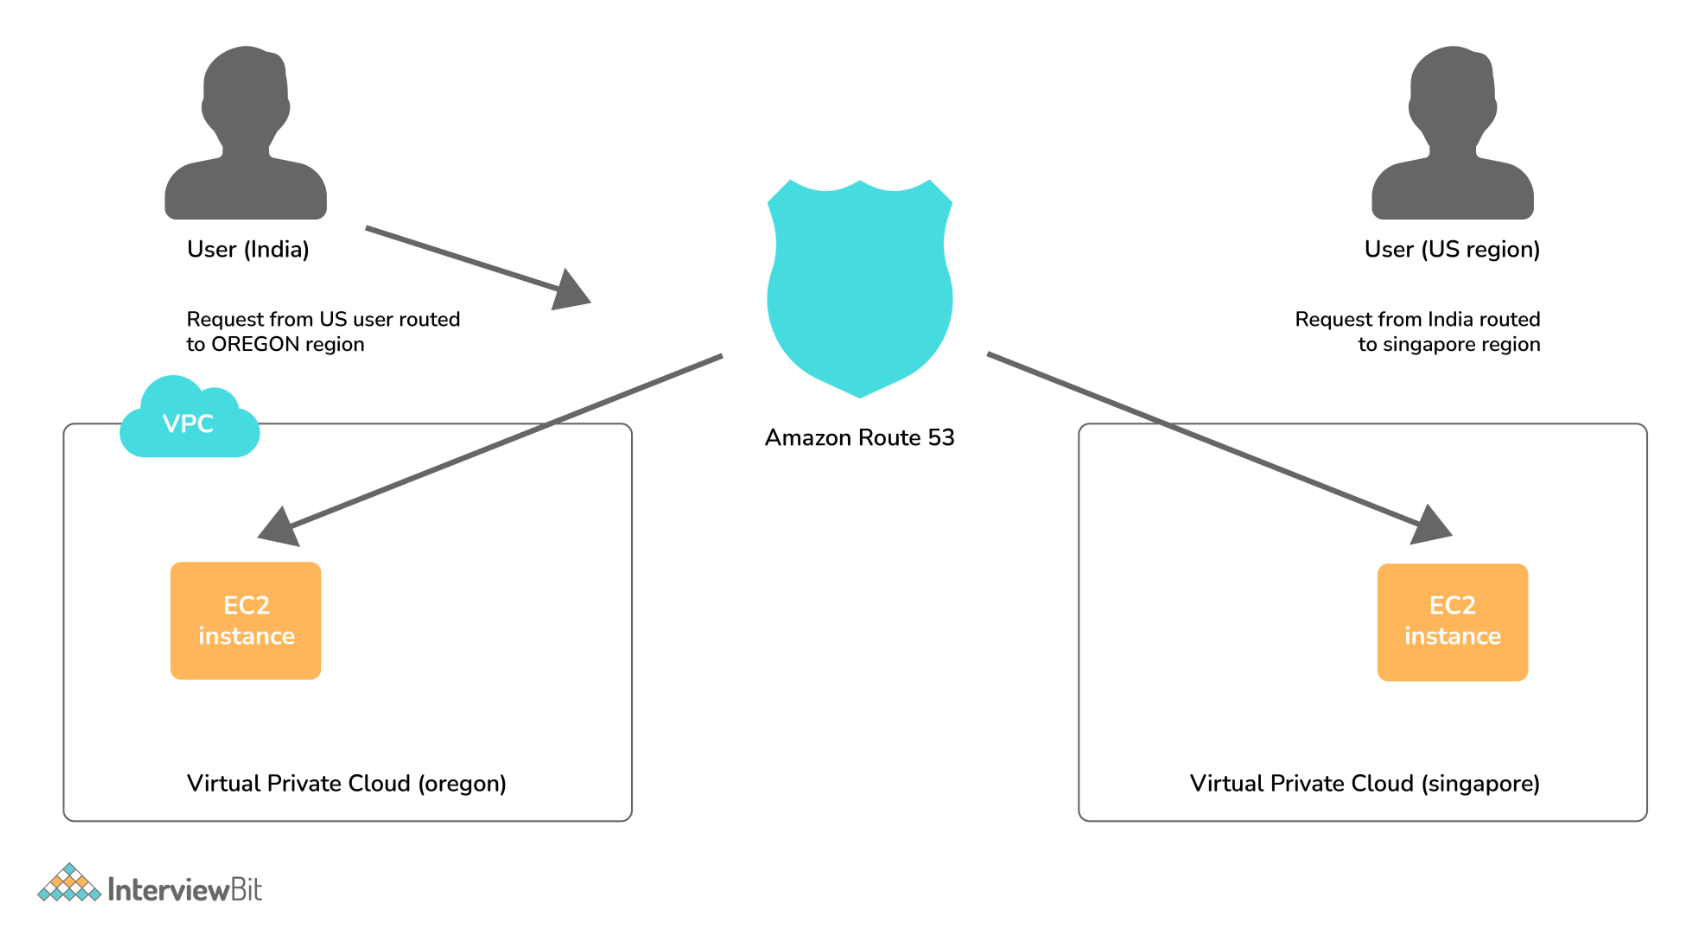 User (India)
User (US region)
Request from US user routed
to OREGON region
Request from India routed
to singapore region
VPC
Amazon Route 53
EC2
instance
EC2
instance
Virtual Private Cloud (oregon)
Virtual Private Cloud (singapore)
InterviewBit